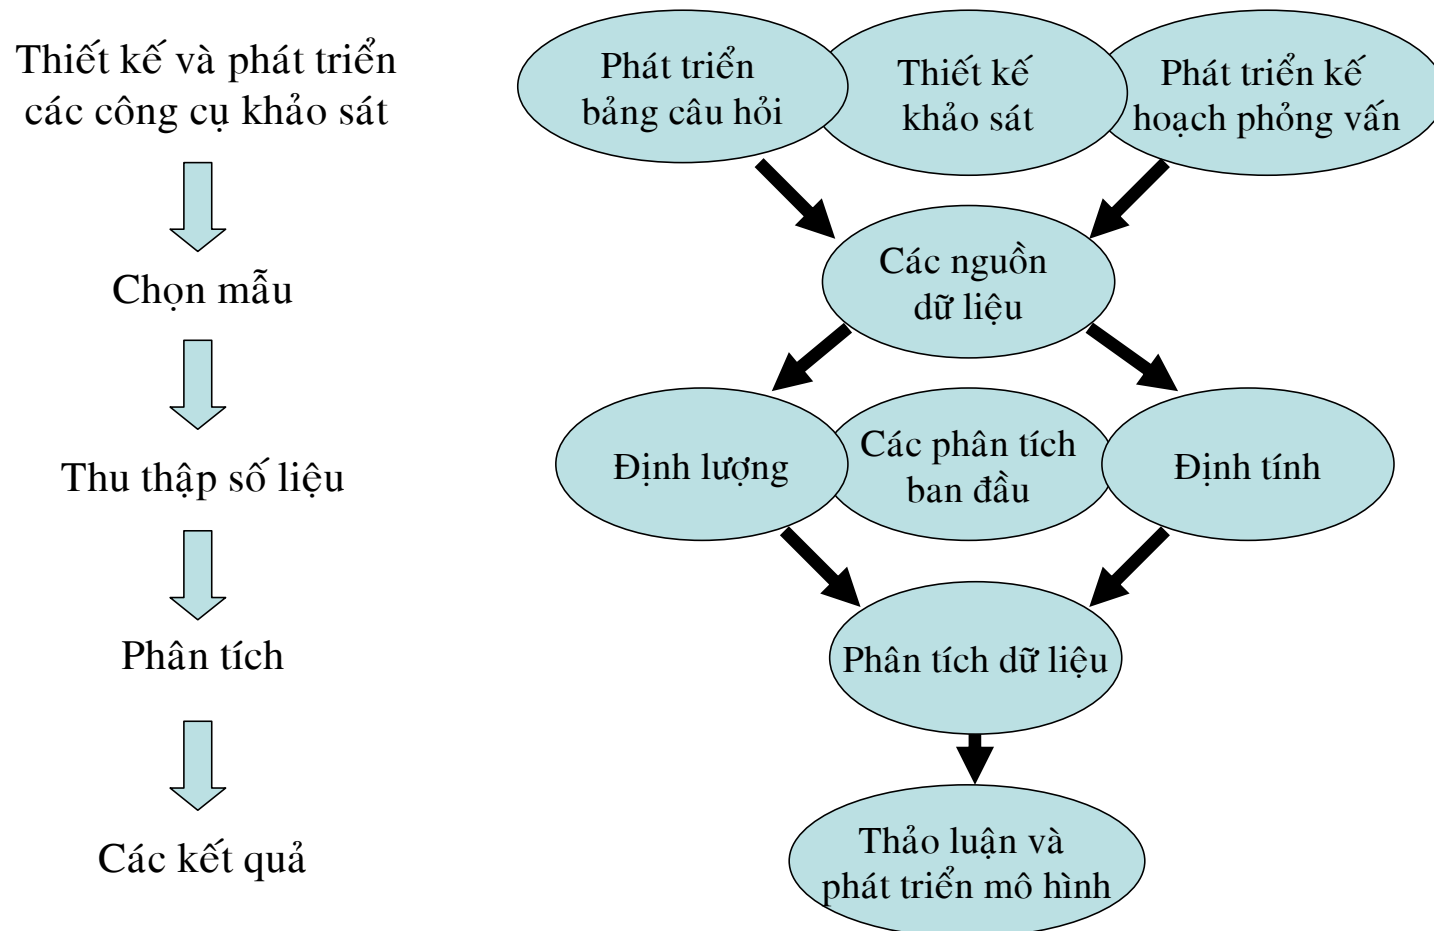 Thiết kế và phát triển
các công cụ khảo sát
Phát triển
bảng câu hỏi
Thiết kế
khảo sát
Phát triển kế
hoạch phỏng vấn
Chọn mẫu
Các nguồn
dữ liệu
Thu thập số liệu
Định lượng
Các phân tích
ban đầu
Định tính
Phân tích
Phân tích dữ liệu
Các kết quả
Thảo luận và
phát triển mô hình